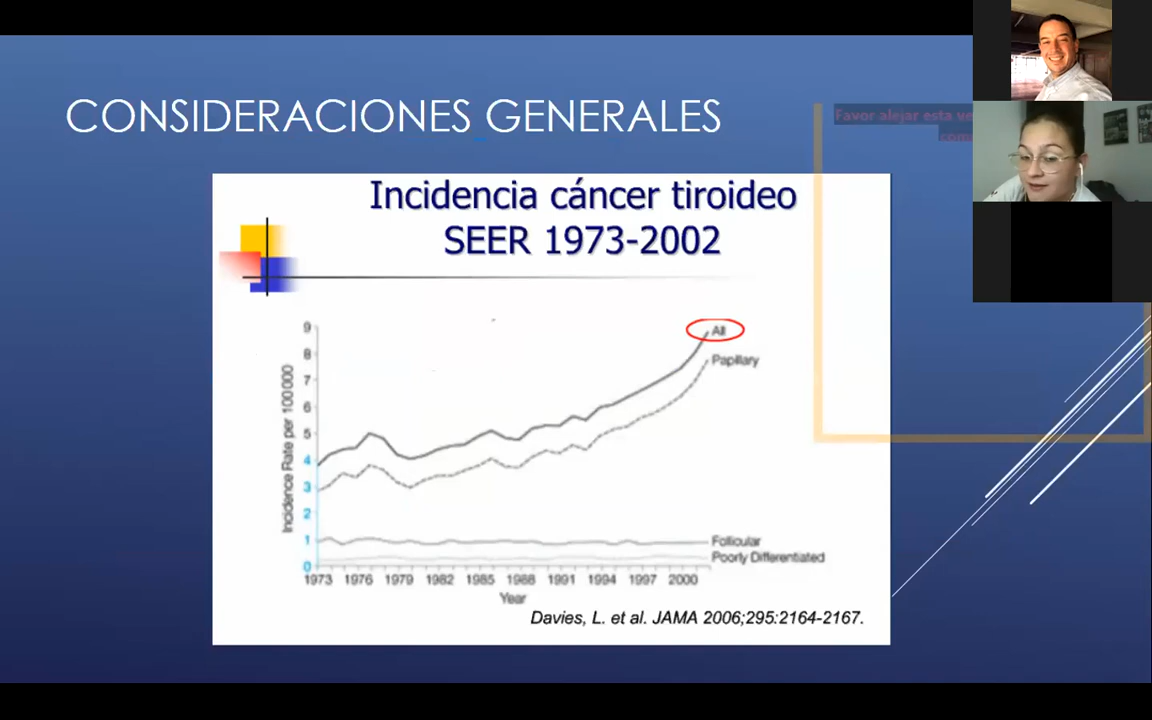 CONSIDERACIONES GENERALES
Favor alejar esta
Incidencia cáncer tiroideo
SEER 1973-2002
9
8
7
6
5
4
3
2
1
0
Incidence Rate per 100 000
All
Papillary
Follicular
Poorly Differentiated
1973 1976 1979 1982 1985 1988 1991 1994 1997 2000
Year
Davies, L. et al. JAMA 2006;295:2164-2167.